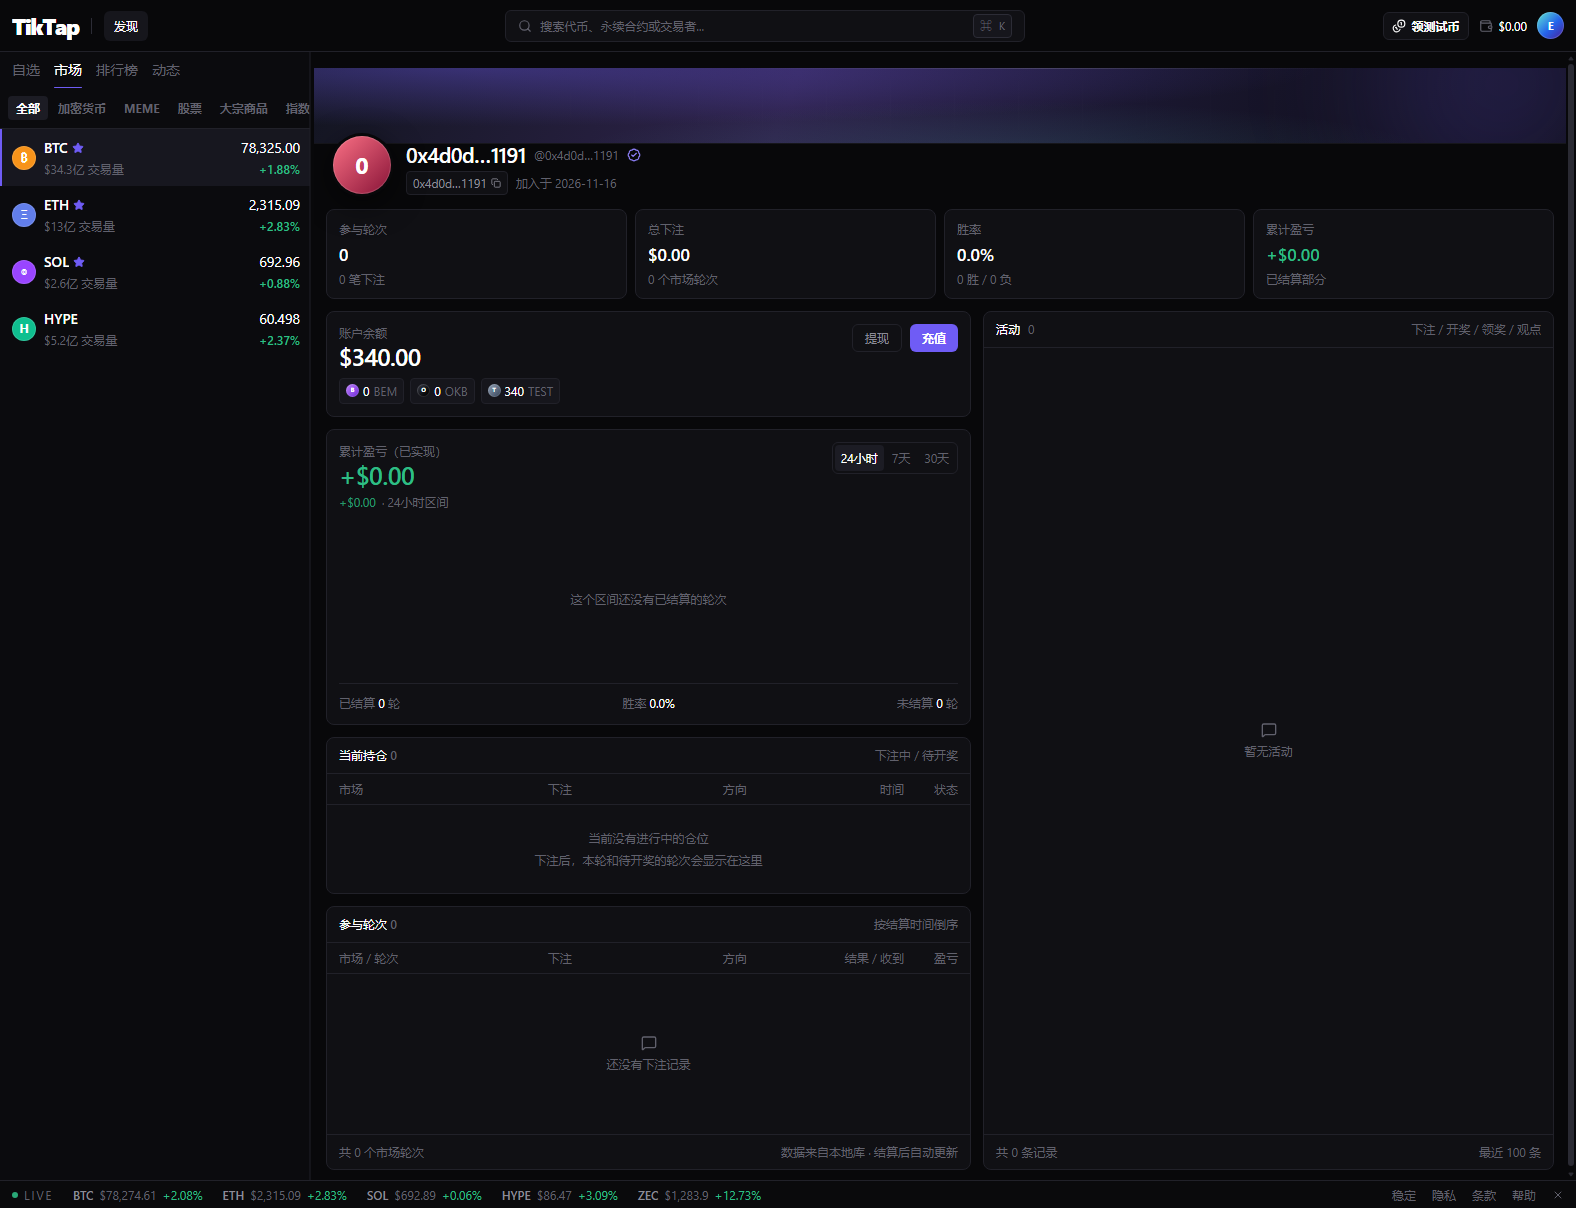 TikTap
发现
搜索代币、永续合约或交易者...
⌘ K
领测试币
$0.00
E
自选 市场 排行榜 动态
全部 加密货币 MEME 股票 大宗商品 指数
BTC 78,325.00
$34.3亿 交易量 +1.88%
ETH 2,315.09
$13亿 交易量 +2.83%
SOL 692.96
$2.6亿 交易量 +0.88%
H HYPE 60.498
$5.2亿 交易量 +2.37%
0
0x4d0d...1191 @0x4d0d...1191
0x4d0d...1191 加入于 2026-11-16
参与轮次
0
0 笔下注
总下注
$0.00
0 个市场轮次
胜率
0.0%
0 胜 / 0 负
累计盈亏
+$0.00
已结算部分
账户余额
$340.00
提现 充值
0 BEM 0 OKB 340 TEST
累计盈亏（已实现）
+$0.00
+$0.00 · 24小时区间
24小时 7天 30天
这个区间还没有已结算的轮次
已结算 0 轮 胜率 0.0% 未结算 0 轮
当前持仓 0 下注中 / 待开奖
市场 下注 方向 时间 状态
当前没有进行中的仓位
下注后，本轮和待开奖的轮次会显示在这里
参与轮次 0 按结算时间倒序
市场 / 轮次 下注 方向 结果 / 收到 盈亏
还没有下注记录
共 0 个市场轮次 数据来自本地库 · 结算后自动更新
活动 0 下注 / 开奖 / 领奖 / 观点
暂无活动
共 0 条记录 最近 100 条
LIVE BTC $78,274.61 +2.08% ETH $2,315.09 +2.83% SOL $692.89 +0.06% HYPE $86.47 +3.09% ZEC $1,283.9 +12.73%
稳定 隐私 条款 帮助 ×